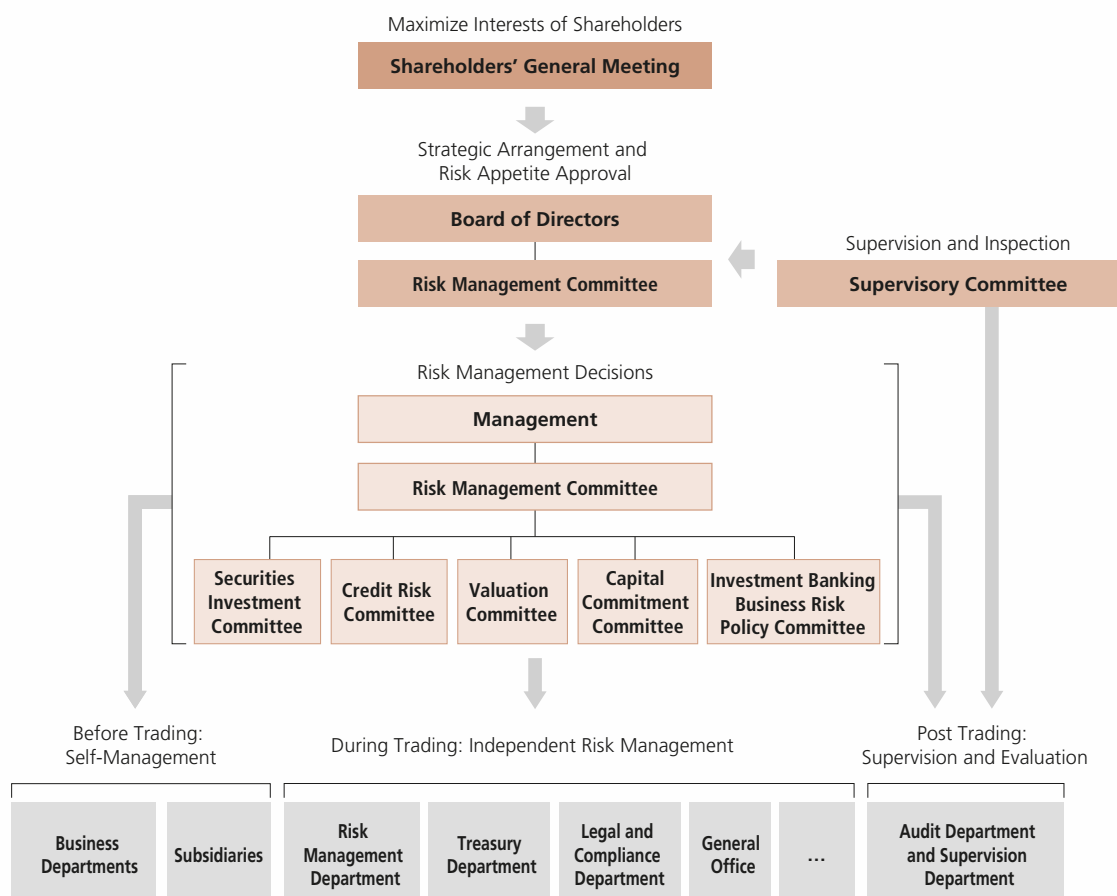 Maximize Interests of Shareholders
Shareholders’ General Meeting
Strategic Arrangement and
Risk Appetite Approval
Board of Directors
Risk Management Committee
Supervision and Inspection
Supervisory Committee
Risk Management Decisions
Management
Risk Management Committee
Securities
Investment
Committee
Credit Risk
Committee
Valuation
Committee
Capital
Commitment
Committee
Investment Banking
Business Risk
Policy Committee
Before Trading:
Self-Management
During Trading: Independent Risk Management
Post Trading:
Supervision and Evaluation
Business
Departments
Subsidiaries
Risk
Management
Department
Treasury
Department
Legal and
Compliance
Department
General
Office
...
Audit Department
and Supervision
Department